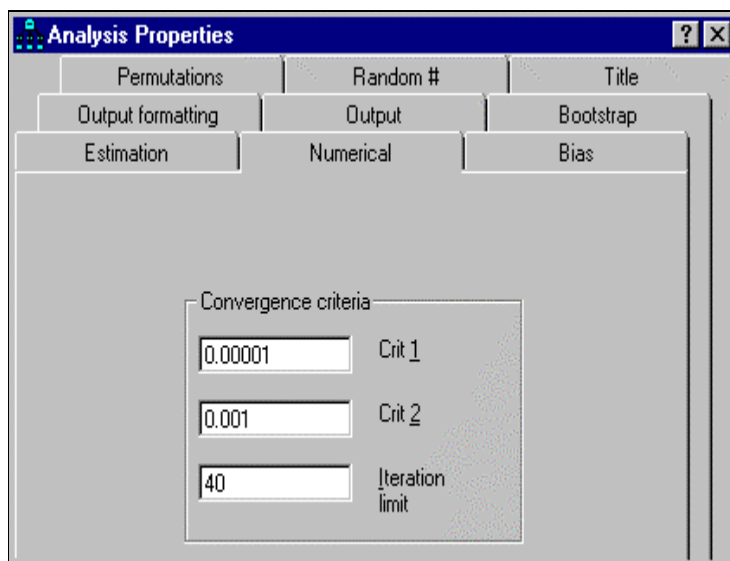 Analysis Properties
Permutations Random # Title
Output formatting Output Bootstrap
Estimation Numerical Bias
Convergence criteria
0.00001 Crit 1
0.001 Crit 2
40 Iteration
limit